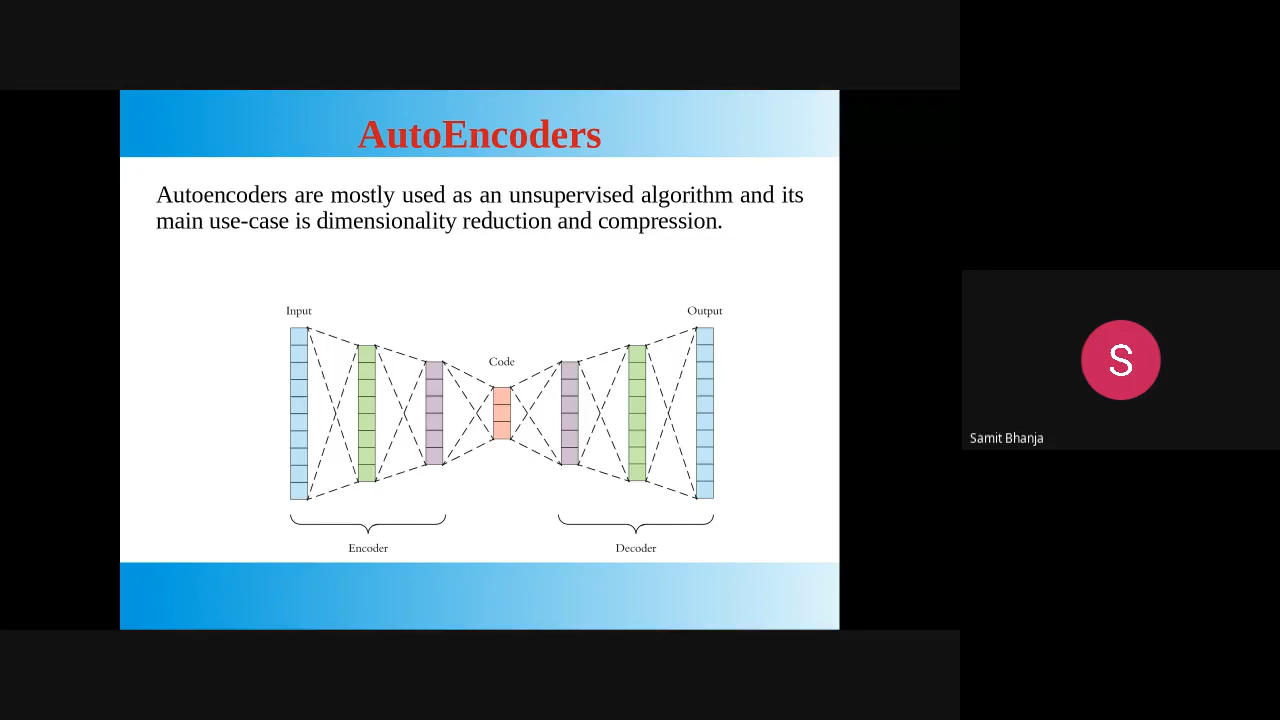 AutoEncoders
Autoencoders are mostly used as an unsupervised algorithm and its
main use-case is dimensionality reduction and compression.
Input
Output
Code
Encoder
Decoder
S
Samit Bhanja